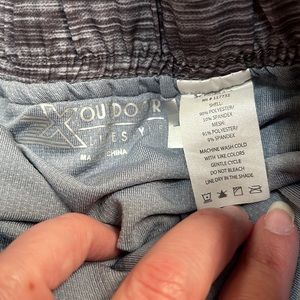 X
OUTDOOR
LIFESTYLE
MADE CHINA
SHELL:
90% POLYESTER/
10% SPANDEX
MESH:
91% POLYESTER/
9% SPANDEX
MACHINE WASH COLD
WITH LIKE COLORS
GENTLE CYCLE
DO NOT BLEACH
LINE DRY IN THE SHADE